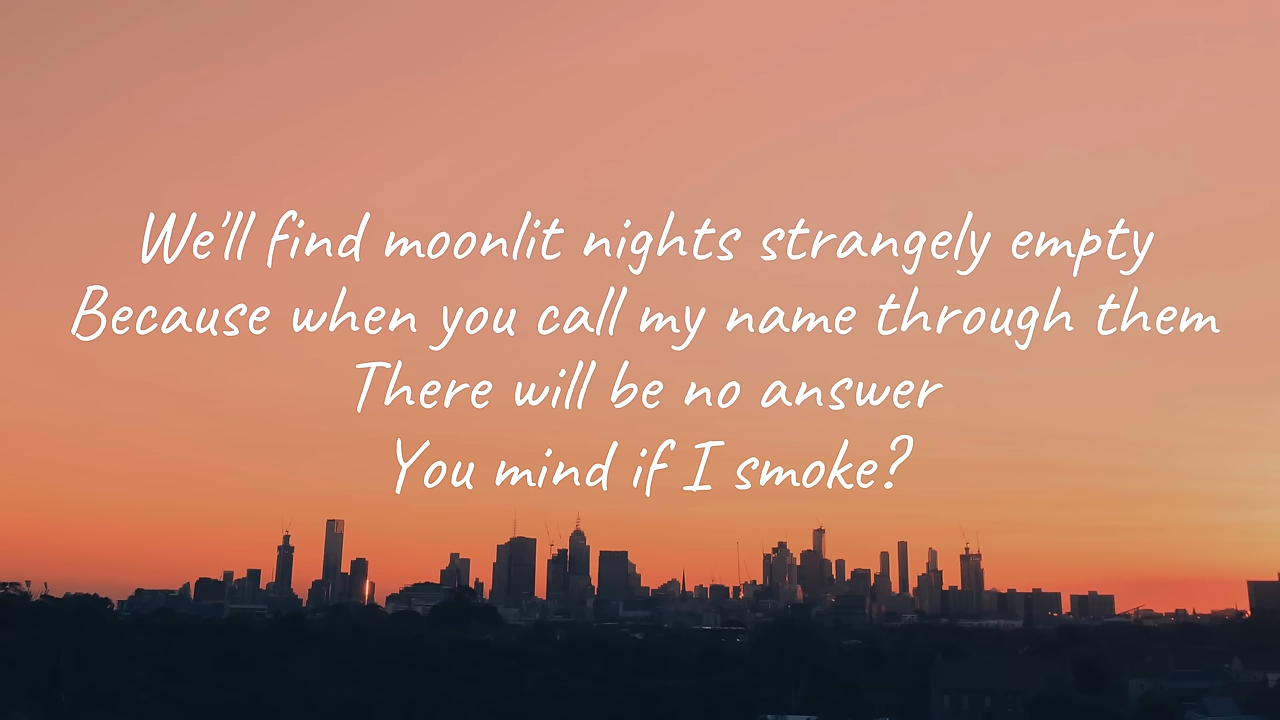 We'll find moonlit nights strangely empty
Because when you call my name through them
There will be no answer
You mind if I smoke?